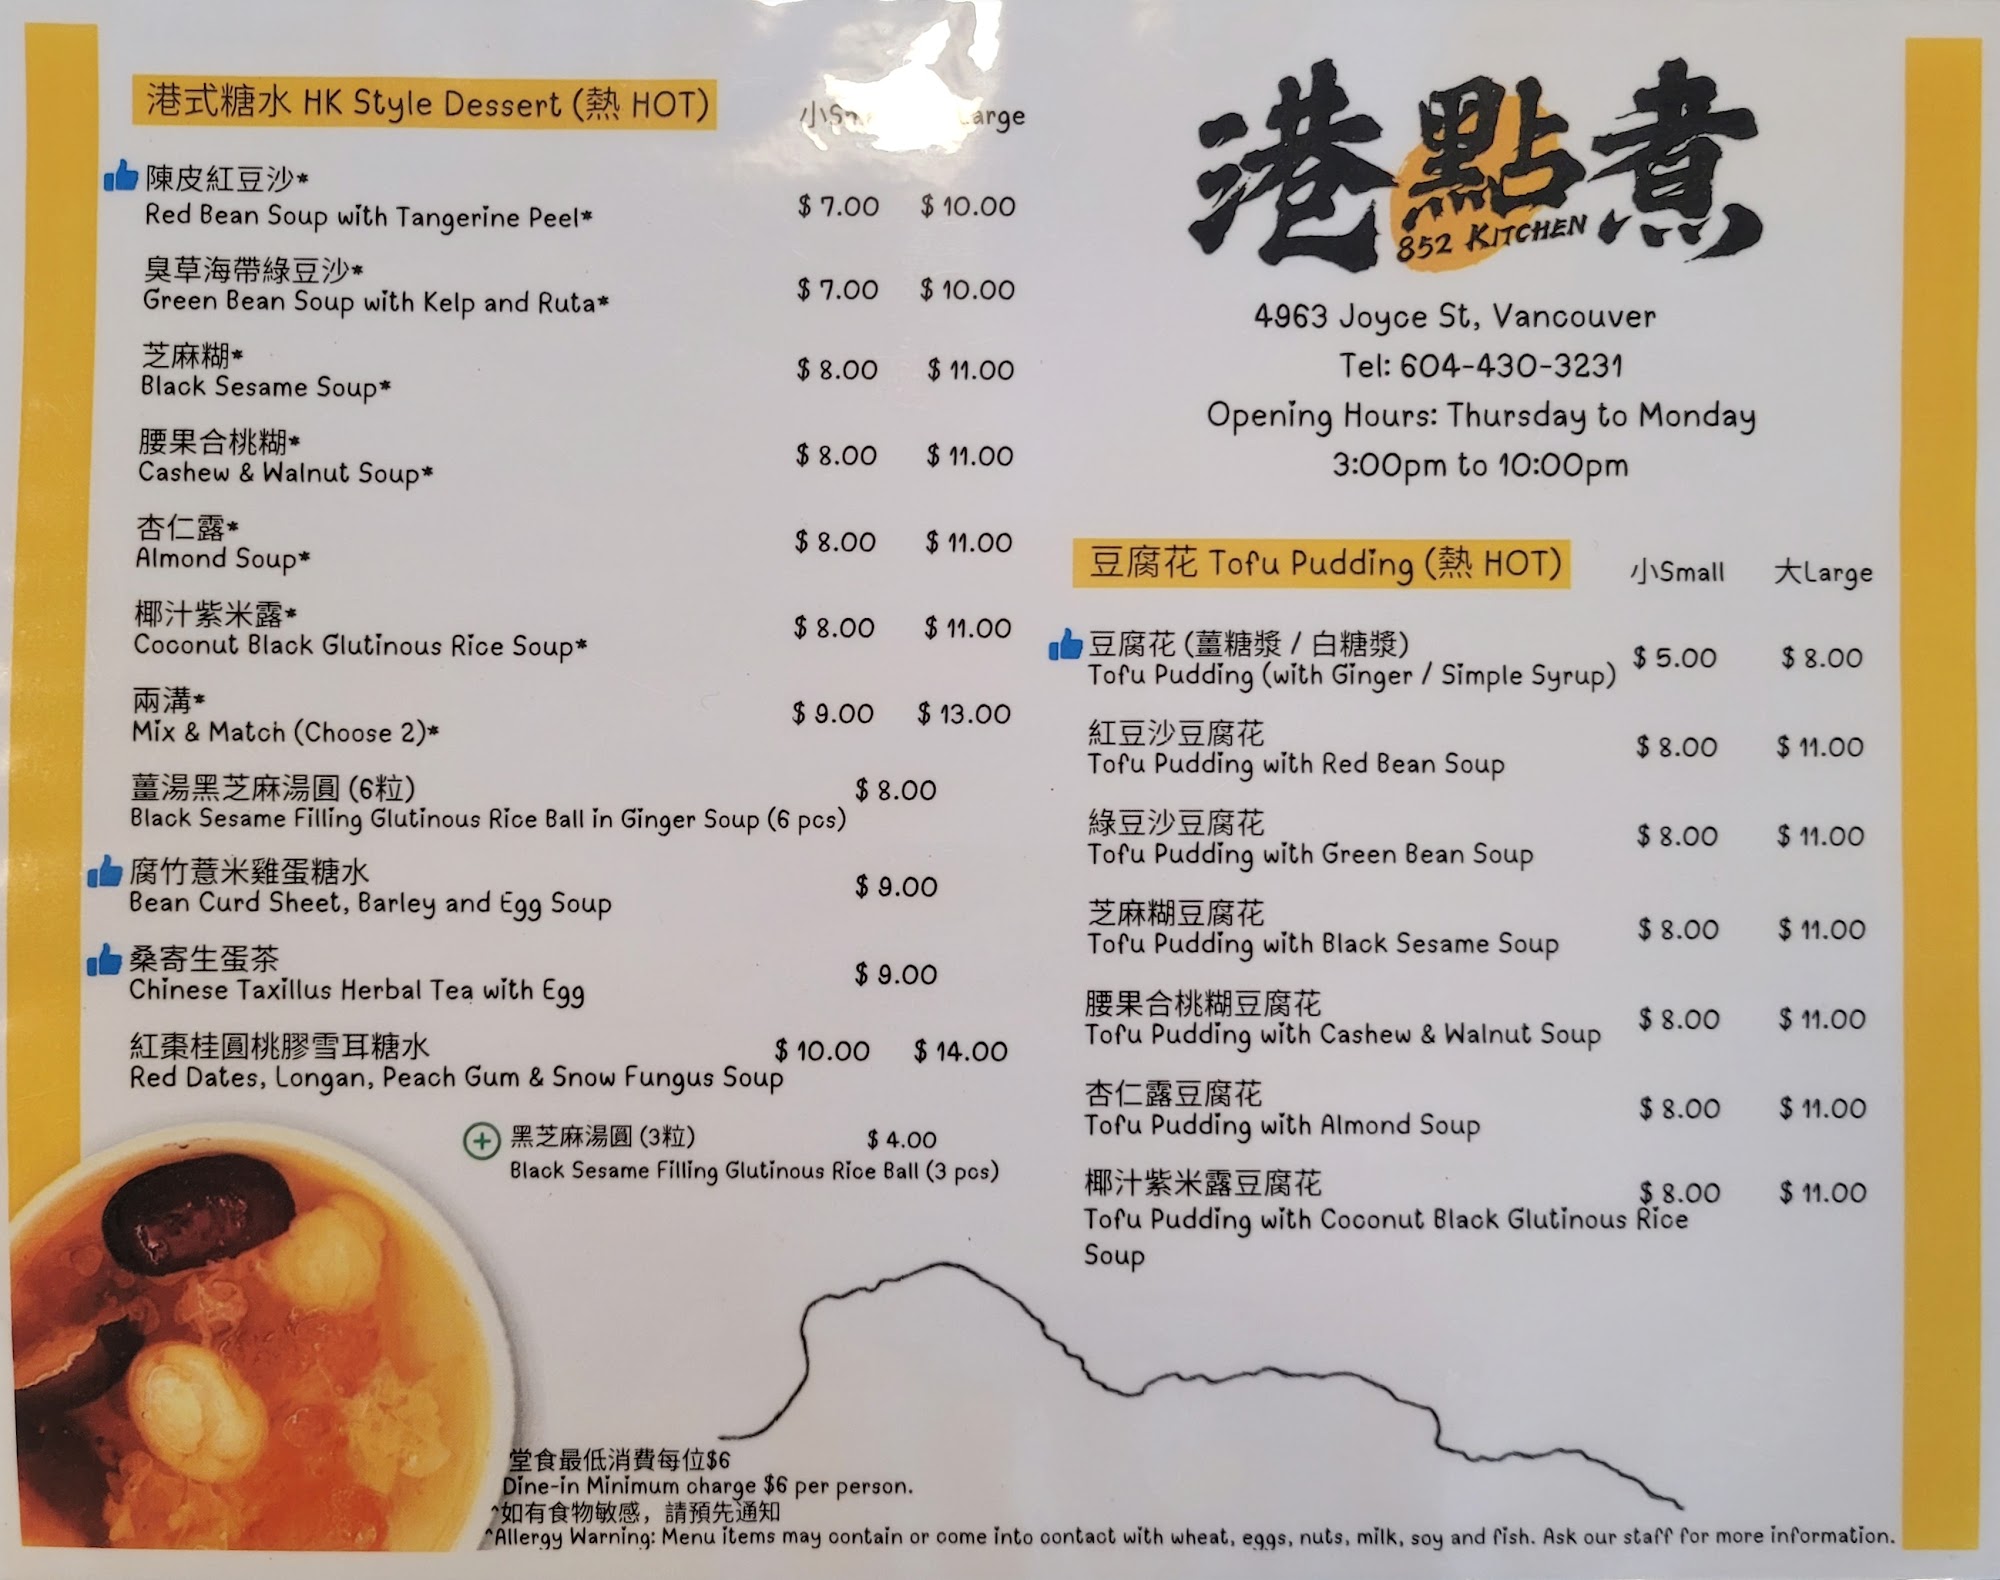 港式糖水 HK Style Dessert (熱 HOT)
陳皮紅豆沙* $ 7.00 $ 10.00
Red Bean Soup with Tangerine Peel*
臭草海帶綠豆沙* $ 7.00 $ 10.00
Green Bean Soup with Kelp and Ruta*
芝麻糊* $ 8.00 $ 11.00
Black Sesame Soup*
腰果合桃糊* $ 8.00 $ 11.00
Cashew & Walnut Soup*
杏仁露* $ 8.00 $ 11.00
Almond Soup*
椰汁紫米露* $ 8.00 $ 11.00
Coconut Black Glutinous Rice Soup*
兩溝* $ 9.00 $ 13.00
Mix & Match (Choose 2)*
薑湯黑芝麻湯圓 (6粒) $ 8.00
Black Sesame Filling Glutinous Rice Ball in Ginger Soup (6 pcs)
腐竹薏米雞蛋糖水 $ 9.00
Bean Curd Sheet, Barley and Egg Soup
桑寄生蛋茶 $ 9.00
Chinese Taxillus Herbal Tea with Egg
紅棗桂圓桃膠雪耳糖水 $ 10.00 $ 14.00
Red Dates, Longan, Peach Gum & Snow Fungus Soup
黑芝麻湯圓 (3粒) $ 4.00
Black Sesame Filling Glutinous Rice Ball (3 pcs)
港點煮
852 KITCHEN
4963 Joyce St, Vancouver
Tel: 604-430-3231
Opening Hours: Thursday to Monday
3:00pm to 10:00pm
豆腐花 Tofu Pudding (熱 HOT) 小Small 大Large
豆腐花 (薑糖漿 / 白糖漿) $ 5.00 $ 8.00
Tofu Pudding (with Ginger / Simple Syrup)
紅豆沙豆腐花 $ 8.00 $ 11.00
Tofu Pudding with Red Bean Soup
綠豆沙豆腐花 $ 8.00 $ 11.00
Tofu Pudding with Green Bean Soup
芝麻糊豆腐花 $ 8.00 $ 11.00
Tofu Pudding with Black Sesame Soup
腰果合桃糊豆腐花 $ 8.00 $ 11.00
Tofu Pudding with Cashew & Walnut Soup
杏仁露豆腐花 $ 8.00 $ 11.00
Tofu Pudding with Almond Soup
椰汁紫米露豆腐花 $ 8.00 $ 11.00
Tofu Pudding with Coconut Black Glutinous Rice
Soup
堂食最低消費每位$6
Dine-in Minimum charge $6 per person.
^如有食物敏感，請預先通知
^Allergy Warning: Menu items may contain or come into contact with wheat, eggs, nuts, milk, soy and fish. Ask our staff for more information.